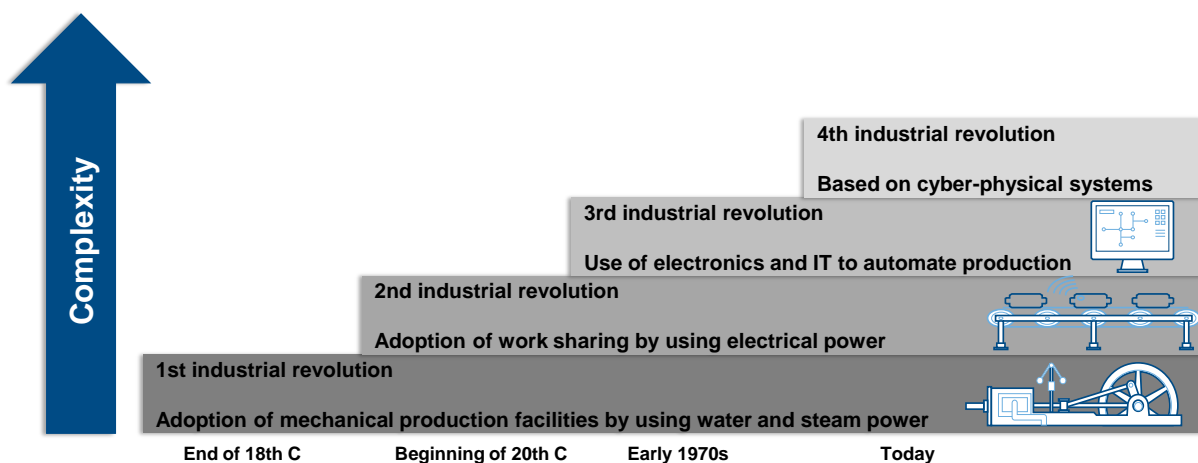 Complexity
4th industrial revolution
Based on cyber-physical systems
3rd industrial revolution
Use of electronics and IT to automate production
2nd industrial revolution
Adoption of work sharing by using electrical power
1st industrial revolution
Adoption of mechanical production facilities by using water and steam power
End of 18th C
Beginning of 20th C
Early 1970s
Today